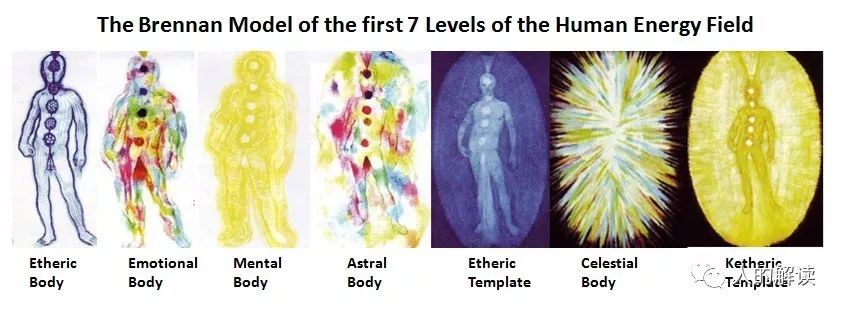 The Brennan Model of the first 7 Levels of the Human Energy Field
Etheric
Body
Emotional
Body
Mental
Body
Astral
Body
Etheric
Template
Celestial
Body
Ketheric
Template
人的解读